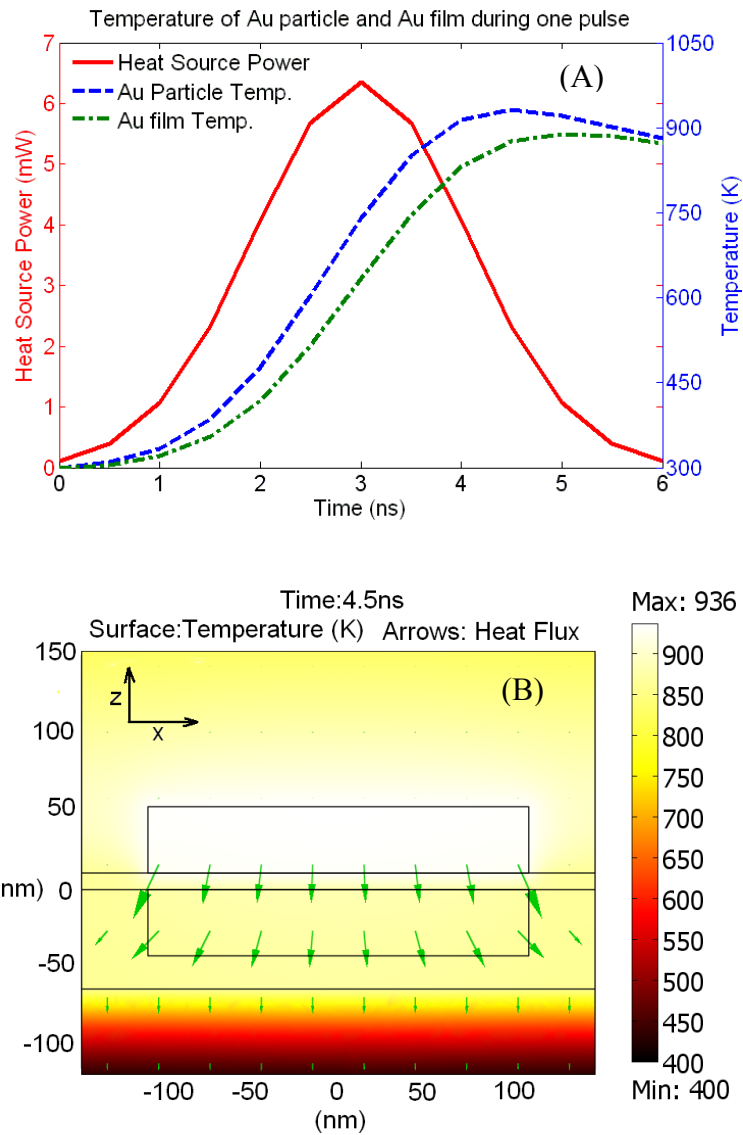 Temperature of Au particle and Au film during one pulse
7
6
5
4
3
2
1
0
Heat Source Power (mW)
Heat Source Power
Au Particle Temp.
Au film Temp.
(A)
1050
900
750
600
450
300
Temperature (K)
0 1 2 3 4 5 6
Time (ns)
Time:4.5ns
Surface:Temperature (K) Arrows: Heat Flux
Max: 936
150
100
50
0
-50
-100
nm)
z
x
(B)
900
850
800
750
700
650
600
550
500
450
400
Min: 400
-100 -50 0 50 100
(nm)